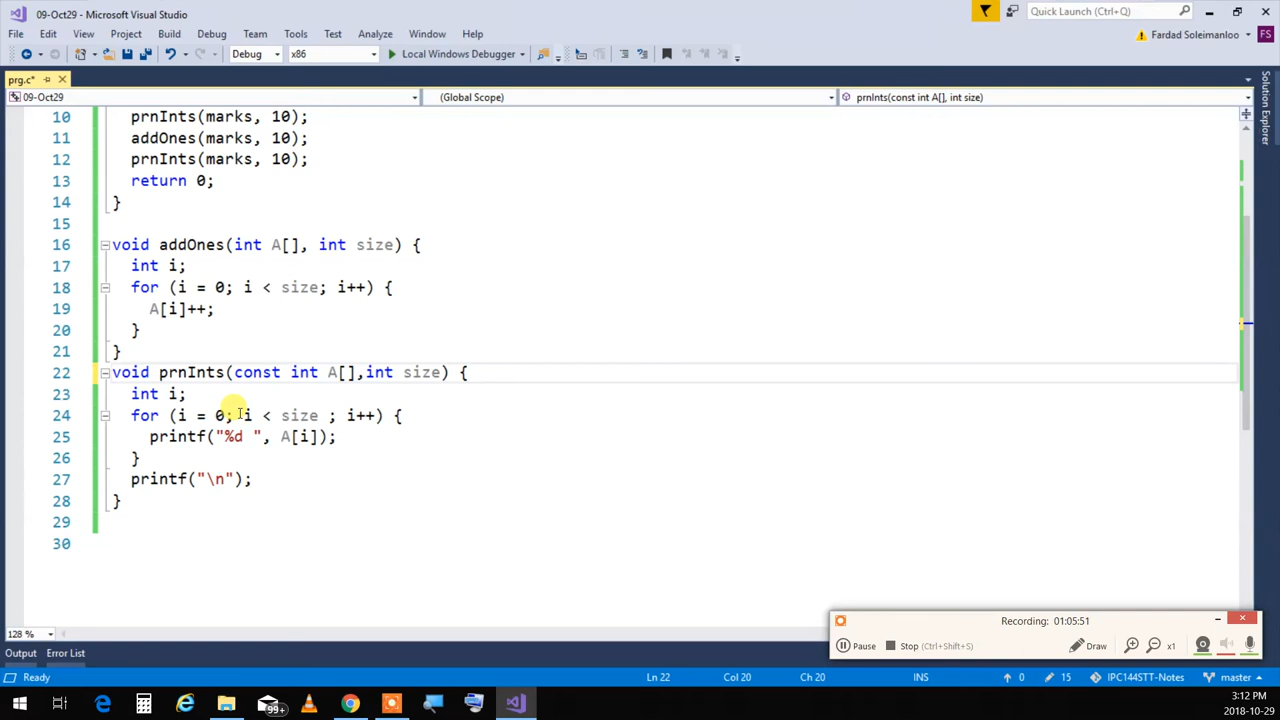 09-Oct29 - Microsoft Visual Studio
Quick Launch (Ctrl+Q)
File Edit View Project Build Debug Team Tools Test Analyze Window Help
Fardad Soleimanloo FS
Debug x86 Local Windows Debugger
prg.c*
Solution Explorer
09-Oct29 (Global Scope) prnInts(const int A[], int size)
10 prnInts(marks, 10);
11 addOnes(marks, 10);
12 prnInts(marks, 10);
13 return 0;
14 }
15
16 void addOnes(int A[], int size) {
17 int i;
18 for (i = 0; i < size; i++) {
19 A[i]++;
20 }
21 }
22 void prnInts(const int A[],int size) {
23 int i;
24 for (i = 0; i < size ; i++) {
25 printf("%d ", A[i]);
26 }
27 printf("\n");
28 }
29
30
Recording: 01:05:51
Pause Stop (Ctrl+Shift+S) Draw x1
128 %
Output Error List
Ready Ln 22 Col 20 Ch 20 INS 0 15 IPC144STT-Notes master
99+
3:12 PM
2018-10-29